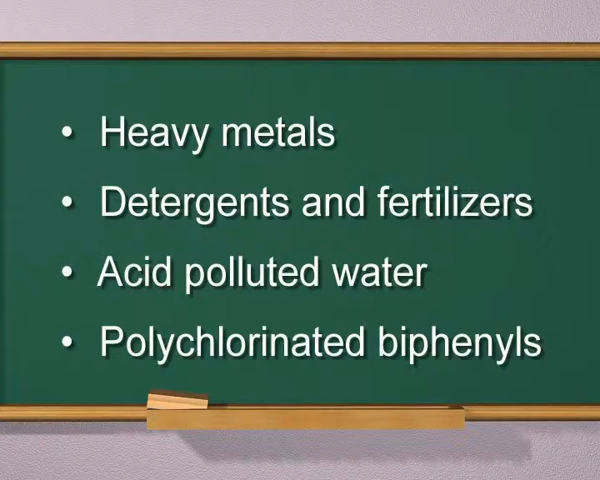 • Heavy metals
• Detergents and fertilizers
• Acid polluted water
• Polychlorinated biphenyls